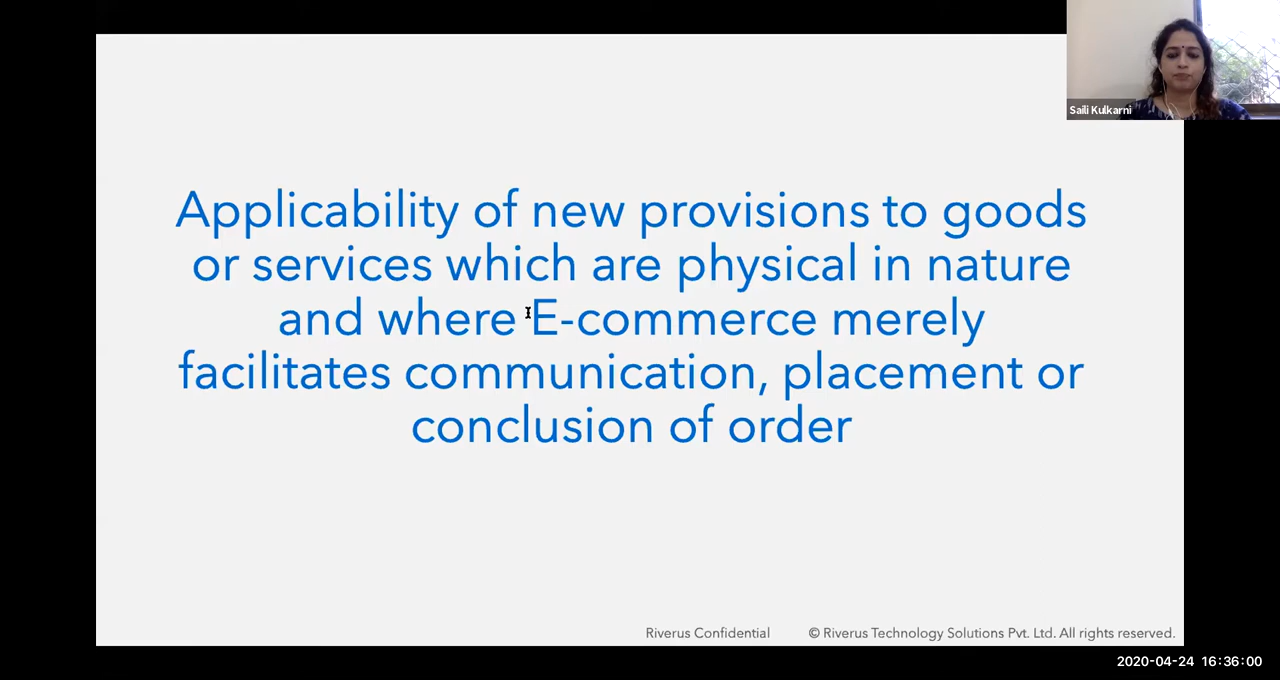 Saili Kulkarni
Applicability of new provisions to goods
or services which are physical in nature
and where E-commerce merely
facilitates communication, placement or
conclusion of order
Riverus Confidential © Riverus Technology Solutions Pvt. Ltd. All rights reserved.
2020-04-24 16:36:00